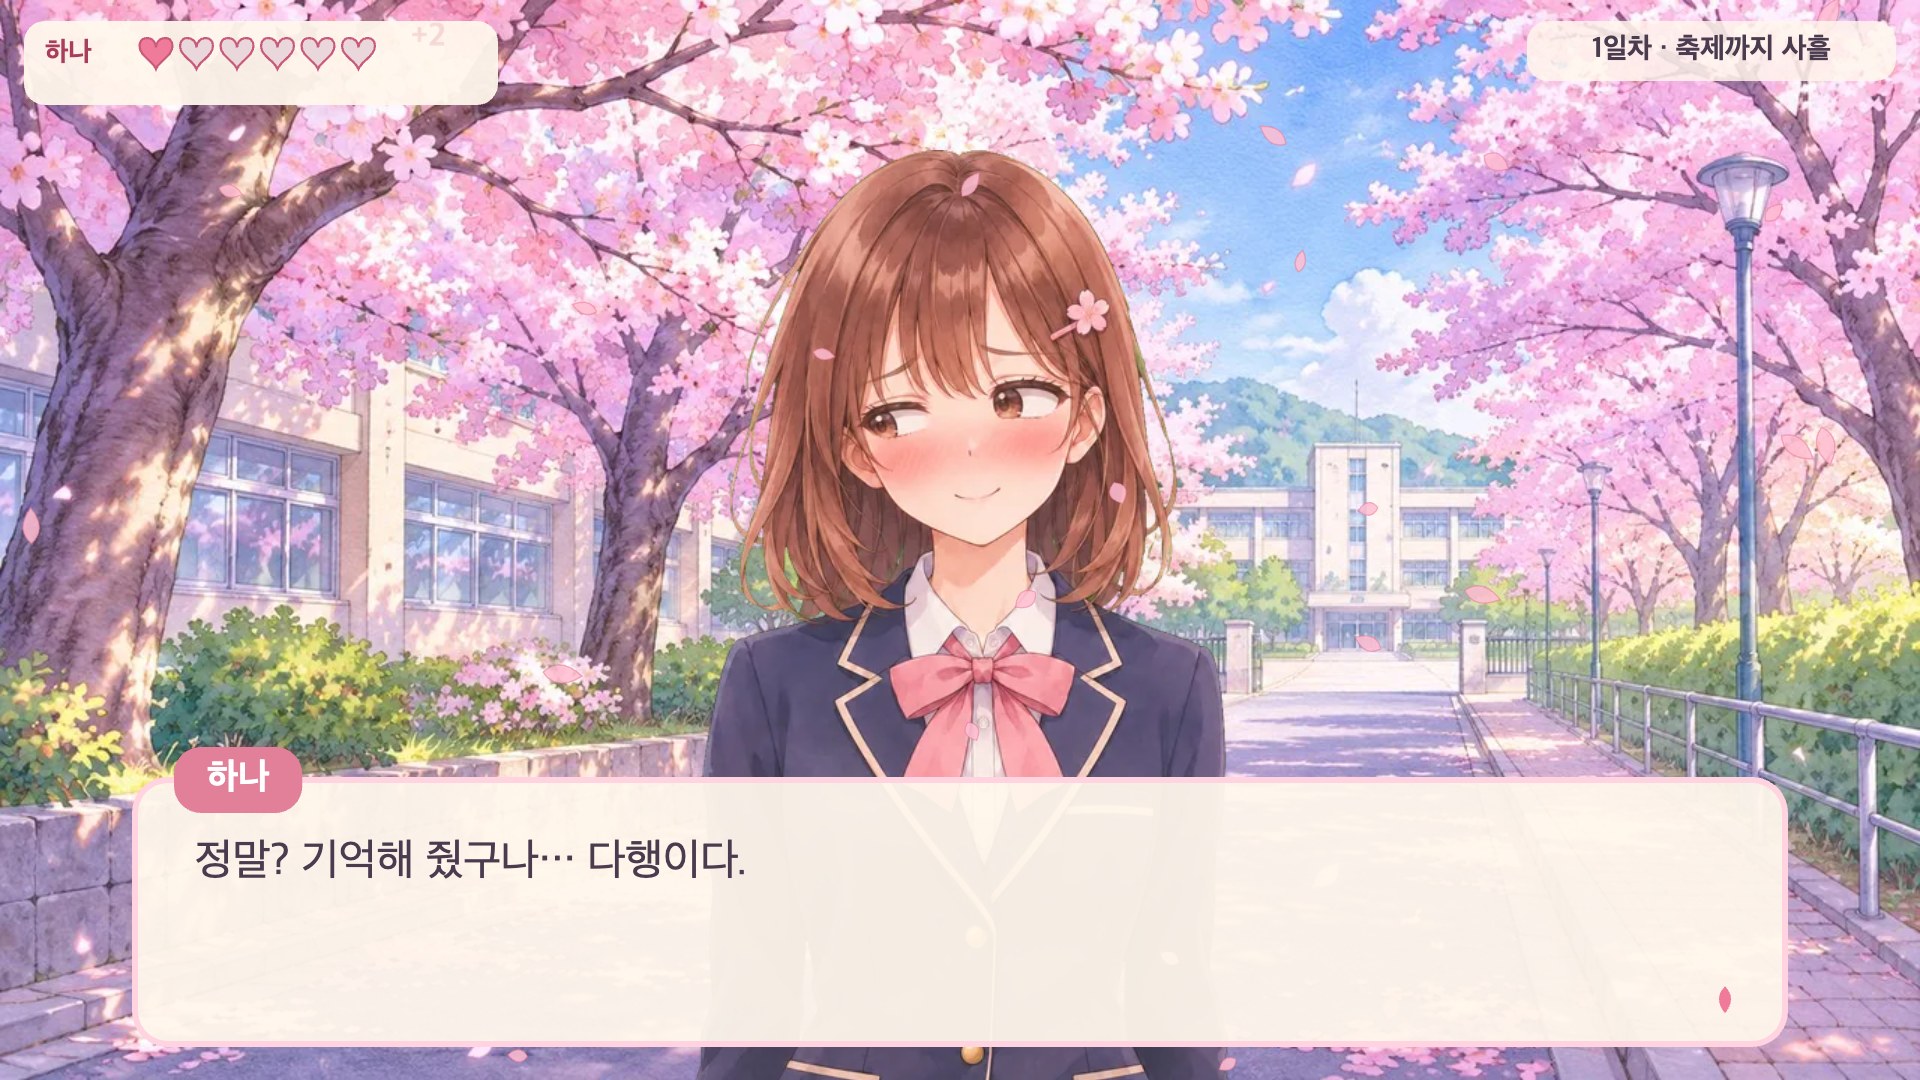 하나
+2
1일차 · 축제까지 사흘
하나
정말? 기억해 줬구나… 다행이다.